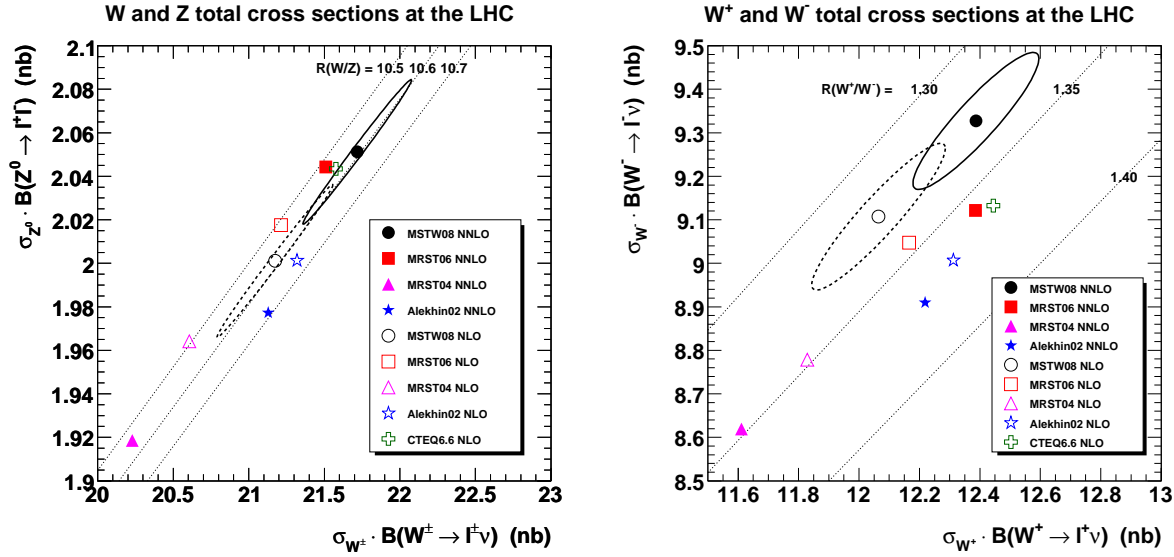 W and Z total cross sections at the LHC
σ_Z⁰ · B(Z⁰ → l⁺l⁻) (nb)
2.1
2.08
2.06
2.04
2.02
2
1.98
1.96
1.94
1.92
1.9
R(W/Z) = 10.5 10.6 10.7
MSTW08 NNLO
MRST06 NNLO
MRST04 NNLO
Alekhin02 NNLO
MSTW08 NLO
MRST06 NLO
MRST04 NLO
Alekhin02 NLO
CTEQ6.6 NLO
20 20.5 21 21.5 22 22.5 23
σ_W± · B(W± → l±ν) (nb)
W⁺ and W⁻ total cross sections at the LHC
σ_W⁻ · B(W⁻ → l⁻ν) (nb)
9.5
9.4
9.3
9.2
9.1
9
8.9
8.8
8.7
8.6
8.5
R(W⁺/W⁻) = 1.30 1.35
1.40
MSTW08 NNLO
MRST06 NNLO
MRST04 NNLO
Alekhin02 NNLO
MSTW08 NLO
MRST06 NLO
MRST04 NLO
Alekhin02 NLO
CTEQ6.6 NLO
11.6 11.8 12 12.2 12.4 12.6 12.8 13
σ_W⁺ · B(W⁺ → l⁺ν) (nb)